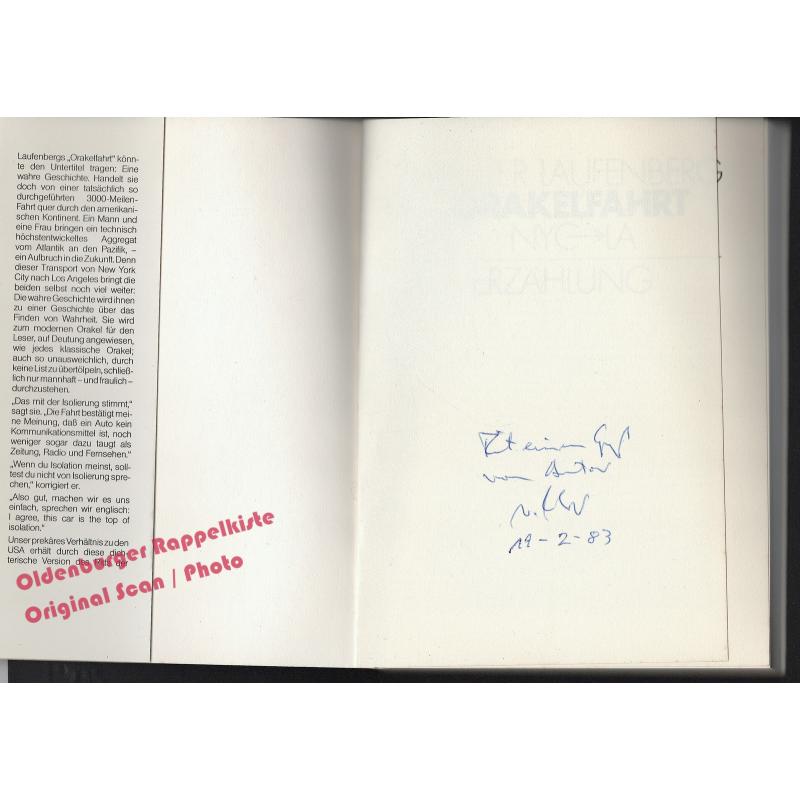 Laufenbergs „Orakelfahrt" könn-
te den Untertitel tragen: Eine
wahre Geschichte. Handelt sie
doch von einer tatsächlich so
durchgeführten 3000-Meilen-
Fahrt quer durch den amerikani-
schen Kontinent. Ein Mann und
eine Frau bringen ein technisch
höchstentwickeltes Aggregat
vom Atlantik an den Pazifik, –
ein Aufbruch in die Zukunft. Denn
dieser Transport von New York
City nach Los Angeles bringt die
beiden selbst noch viel weiter:
Die wahre Geschichte wird ihnen
zu einer Geschichte über das
Finden von Wahrheit. Sie wird
zum modernen Orakel für den
Leser, auf Deutung angewiesen,
wie jedes klassische Orakel;
auch so unausweichlich, durch
keine List zu übertölpeln, schließ-
lich nur mannhaft – und fraulich –
durchzustehen.
„Das mit der Isolierung stimmt,"
sagt sie. „Die Fahrt bestätigt mei-
ne Meinung, daß ein Auto kein
Kommunikationsmittel ist, noch
weniger sogar dazu taugt als
Zeitung, Radio und Fernsehen."
„Wenn du Isolation meinst, soll-
test du nicht von Isolierung spre-
chen," korrigiert er.
„Also gut, machen wir es uns
einfach, sprechen wir englisch:
I agree, this car is the top of
isolation."
Unser prekäres Verhältnis zu den
USA erhält durch diese dich-
terische Version des der
Oldenburger Rappelkiste
Original Scan / Photo
LAUFENBERG
RAKELFAHRT
YC→LA
ERZÄHLUNG
Mit einem Gruß
vom Autor
19-2-83